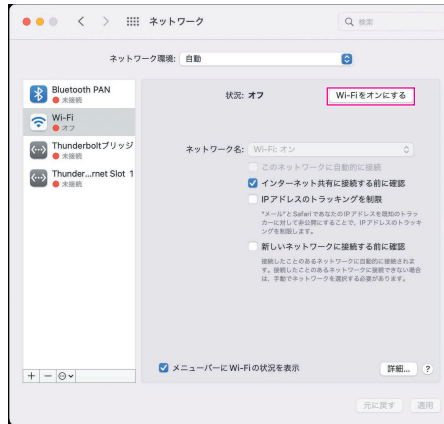 ネットワーク
検索
ネットワーク環境: 自動
Bluetooth PAN
未接続
Wi-Fi
オフ
Thunderboltブリッジ
未接続
Thunder...rnet Slot 1
未接続
状況: オフ
Wi-Fiをオンにする
ネットワーク名: Wi-Fi: オン
このネットワークに自動的に接続
インターネット共有に接続する前に確認
IPアドレスのトラッキングを制限
"メール"とSafariであなたのIPアドレスを既知のトラッ
カーに対して非公開にすることで、IPアドレスのトラッキ
ングを制限します。
新しいネットワークに接続する前に確認
接続したことのあるネットワークに自動的に接続されま
す。接続したことのあるネットワークに接続できない場合
は、手動でネットワークを選択する必要があります。
メニューバーにWi-Fiの状況を表示
詳細... ?
元に戻す 適用